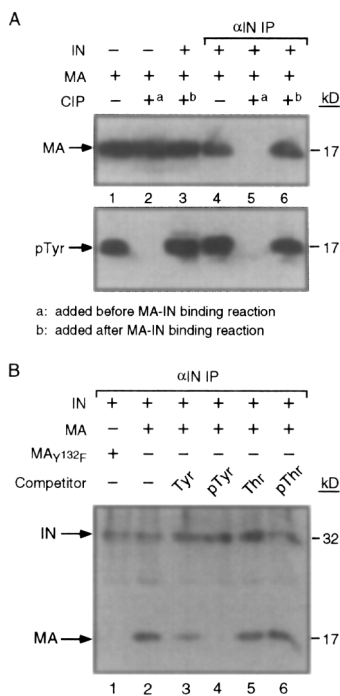 A
αIN IP
IN – – + + + +
MA + + + + + +
CIP – +a +b – +a +b kD
MA 17
1 2 3 4 5 6
pTyr 17
a: added before MA-IN binding reaction
b: added after MA-IN binding reaction
B
αIN IP
IN + + + + + +
MA – + + + + +
MAY132F + – – – – –
Competitor – – Tyr pTyr Thr pThr kD
IN 32
MA 17
1 2 3 4 5 6